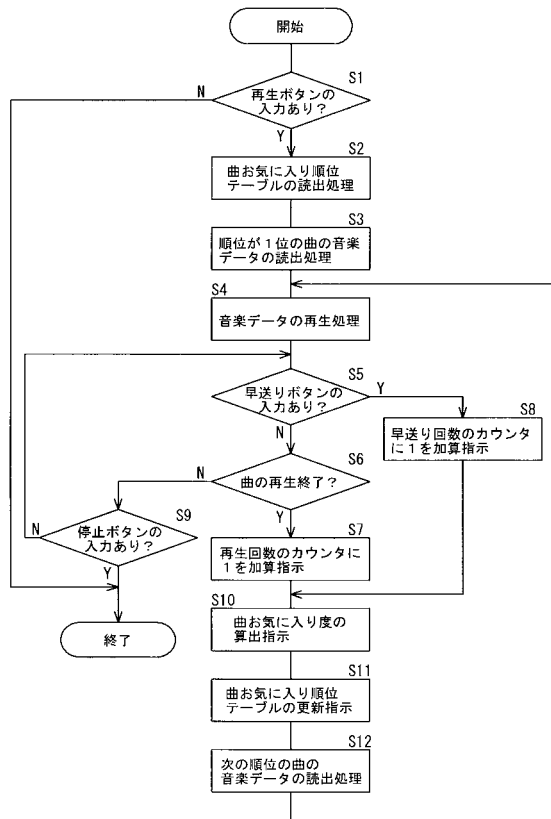 開始
S1
再生ボタンの
入力あり?
N
Y
S2
曲お気に入り順位
テーブルの読出処理
S3
順位が1位の曲の音楽
データの読出処理
S4
音楽データの再生処理
S5
早送りボタンの
入力あり?
Y
N
S8
早送り回数のカウンタ
に1を加算指示
S6
曲の再生終了?
N
Y
S9
停止ボタンの
入力あり?
N
Y
S7
再生回数のカウンタに
1を加算指示
終了
S10
曲お気に入り度の
算出指示
S11
曲お気に入り順位
テーブルの更新指示
S12
次の順位の曲の
音楽データの読出処理